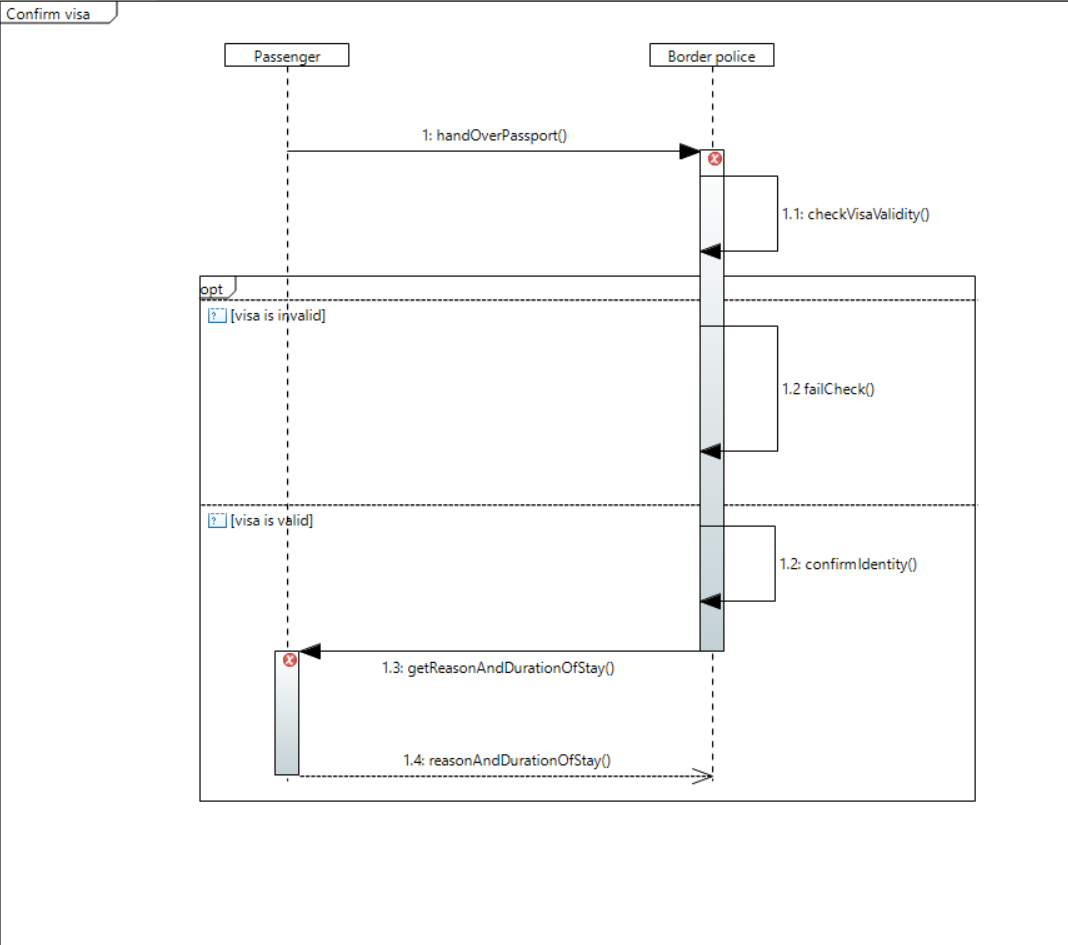 Confirm visa
Passenger
Border police
1: handOverPassport()
1.1: checkVisaValidity()
opt
? [visa is invalid]
1.2 failCheck()
? [visa is valid]
1.2: confirmIdentity()
1.3: getReasonAndDurationOfStay()
1.4: reasonAndDurationOfStay()